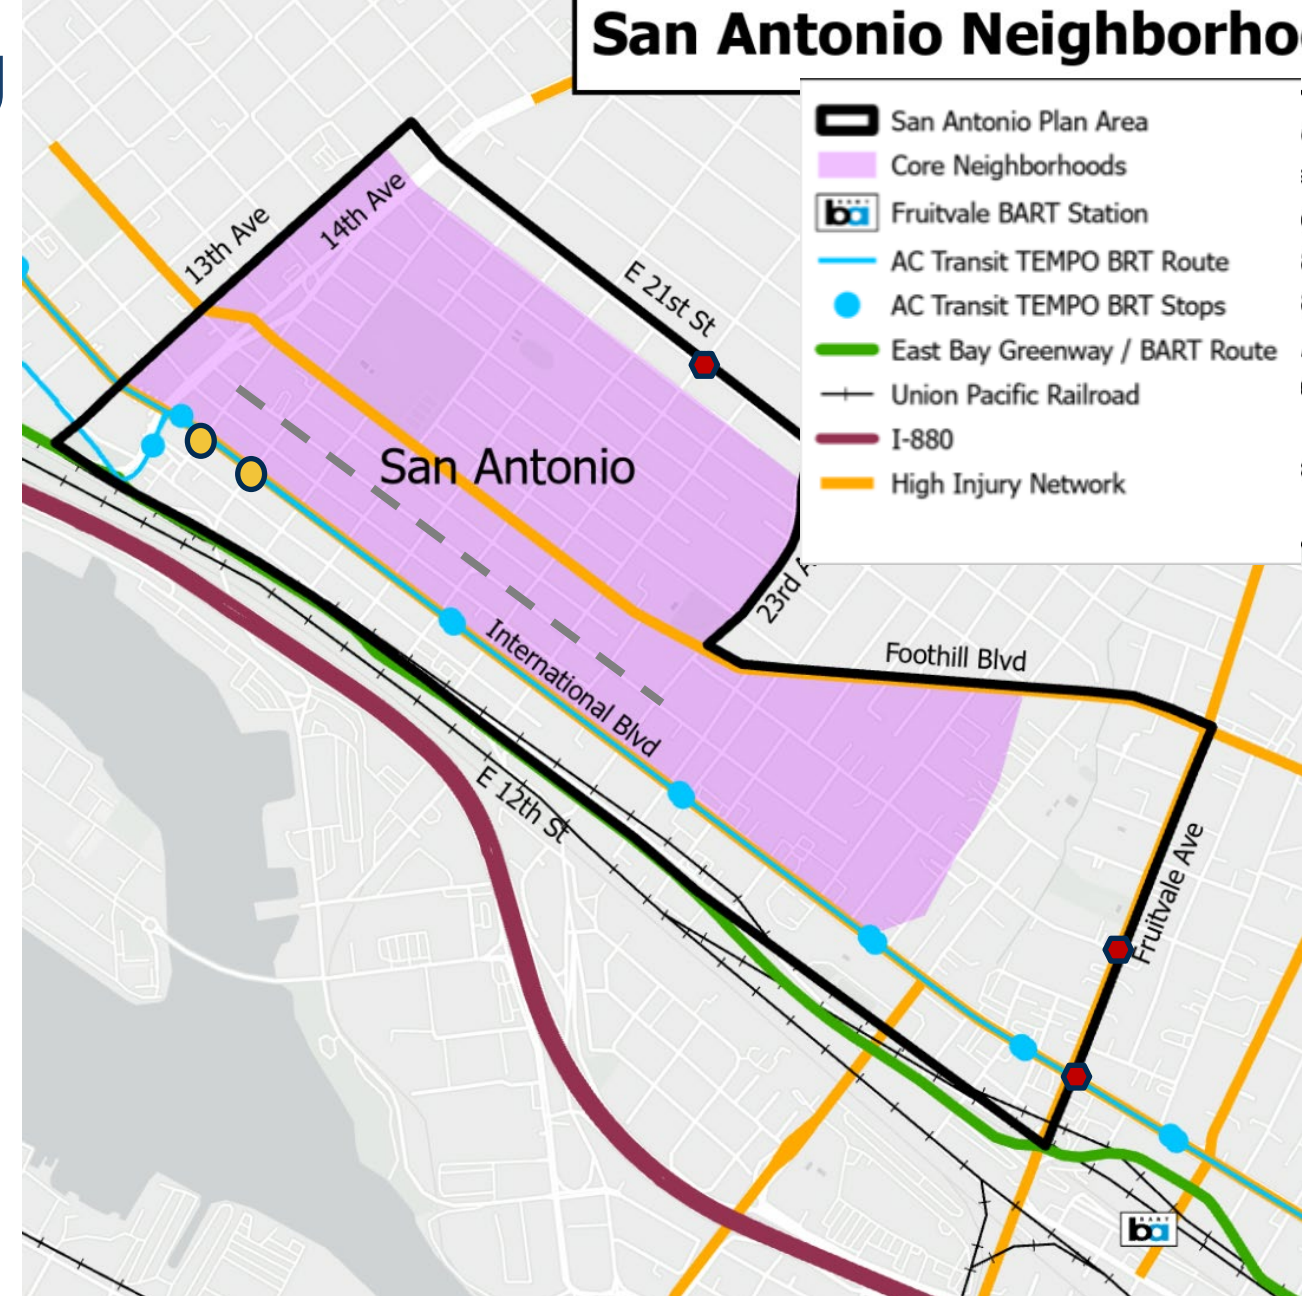 San Antonio Neighborho
San Antonio Plan Area
Core Neighborhoods
Fruitvale BART Station
AC Transit TEMPO BRT Route
AC Transit TEMPO BRT Stops
East Bay Greenway / BART Route
Union Pacific Railroad
I-880
High Injury Network
13th Ave
14th Ave
E 21st St
San Antonio
23rd
Foothill Blvd
International Blvd
E 12th St
Fruitvale Ave
ba